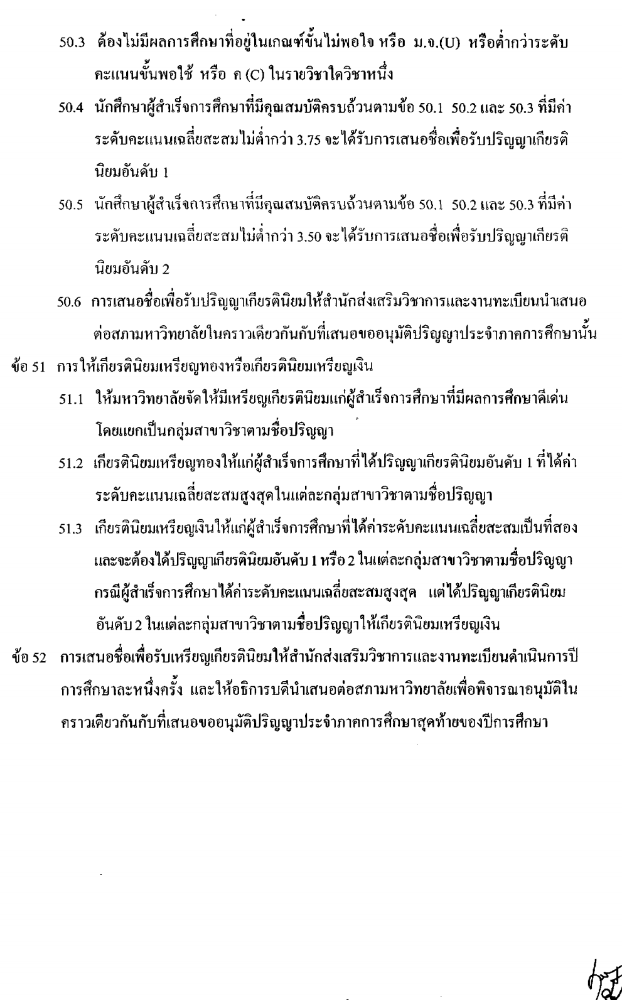 50.3 ต้องไม่มีผลการศึกษาที่อยู่ในเกณฑ์ขั้นไม่พอใจ หรือ ม.จ.(U) หรือต่ำกว่าระดับ
คะแนนขั้นพอใช้ หรือ ค (C) ในรายวิชาใดวิชาหนึ่ง
50.4 นักศึกษาผู้สำเร็จการศึกษาที่มีคุณสมบัติครบถ้วนตามข้อ 50.1 50.2 และ 50.3 ที่มีค่า
ระดับคะแนนเฉลี่ยสะสมไม่ต่ำกว่า 3.75 จะได้รับการเสนอชื่อเพื่อรับปริญญาเกียรติ
นิยมอันดับ 1
50.5 นักศึกษาผู้สำเร็จการศึกษาที่มีคุณสมบัติครบถ้วนตามข้อ 50.1 50.2 และ 50.3 ที่มีค่า
ระดับคะแนนเฉลี่ยสะสมไม่ต่ำกว่า 3.50 จะได้รับการเสนอชื่อเพื่อรับปริญญาเกียรติ
นิยมอันดับ 2
50.6 การเสนอชื่อเพื่อรับปริญญาเกียรตินิยมให้สำนักส่งเสริมวิชาการและงานทะเบียนนำเสนอ
ต่อสภามหาวิทยาลัยในคราวเดียวกันกับที่เสนอขออนุมัติปริญญาประจำภาคการศึกษานั้น
ข้อ 51 การให้เกียรตินิยมเหรียญทองหรือเกียรตินิยมเหรียญเงิน
51.1 ให้มหาวิทยาลัยจัดให้มีเหรียญเกียรตินิยมแก่ผู้สำเร็จการศึกษาที่มีผลการศึกษาดีเด่น
โดยแยกเป็นกลุ่มสาขาวิชาตามชื่อปริญญา
51.2 เกียรตินิยมเหรียญทองให้แก่ผู้สำเร็จการศึกษาที่ได้ปริญญาเกียรตินิยมอันดับ 1 ที่ได้ค่า
ระดับคะแนนเฉลี่ยสะสมสูงสุดในแต่ละกลุ่มสาขาวิชาตามชื่อปริญญา
51.3 เกียรตินิยมเหรียญเงินให้แก่ผู้สำเร็จการศึกษาที่ได้ค่าระดับคะแนนเฉลี่ยสะสมเป็นที่สอง
และจะต้องได้ปริญญาเกียรตินิยมอันดับ 1 หรือ 2 ในแต่ละกลุ่มสาขาวิชาตามชื่อปริญญา
กรณีผู้สำเร็จการศึกษาได้ค่าระดับคะแนนเฉลี่ยสะสมสูงสุด แต่ได้ปริญญาเกียรตินิยม
อันดับ 2 ในแต่ละกลุ่มสาขาวิชาตามชื่อปริญญาให้เกียรตินิยมเหรียญเงิน
ข้อ 52 การเสนอชื่อเพื่อรับเหรียญเกียรตินิยมให้สำนักส่งเสริมวิชาการและงานทะเบียนดำเนินการปี
การศึกษาละหนึ่งครั้ง และให้อธิการบดีนำเสนอต่อสภามหาวิทยาลัยเพื่อพิจารณาอนุมัติใน
คราวเดียวกันกับที่เสนอขออนุมัติปริญญาประจำภาคการศึกษาสุดท้ายของปีการศึกษา